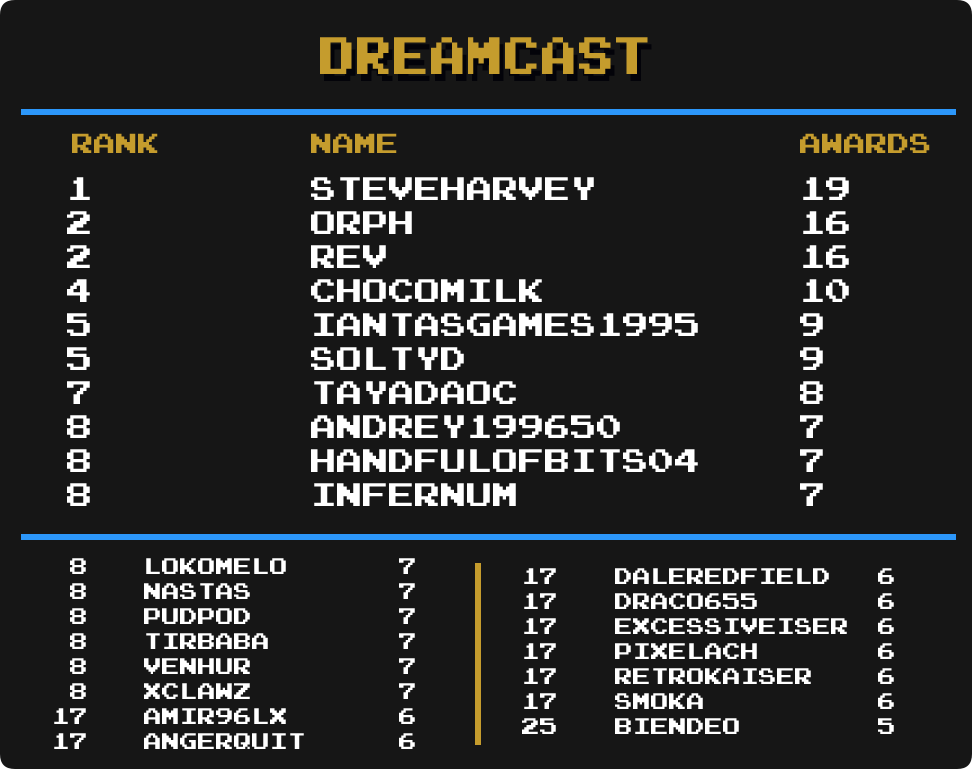 DREAMCAST
RANK NAME AWARDS
1 STEVEHARVEY 19
2 ORPH 16
2 REV 16
4 CHOCOMILK 10
5 IANTASGAMES1995 9
5 SOLTYD 9
7 TAYADAOC 8
8 ANDREY199650 7
8 HANDFULOFBITS04 7
8 INFERNUM 7
8 LOKOMELO 7
8 NASTAS 7
8 PUDPOD 7
8 TIRBABA 7
8 VENHUR 7
8 XCLAWZ 7
17 AMIR96LX 6
17 ANGERQUIT 6
17 DALEREDFIELD 6
17 DRACO655 6
17 EXCESSIVEISER 6
17 PIXELACH 6
17 RETROKAISER 6
17 SMOKA 6
25 BIENDEO 5